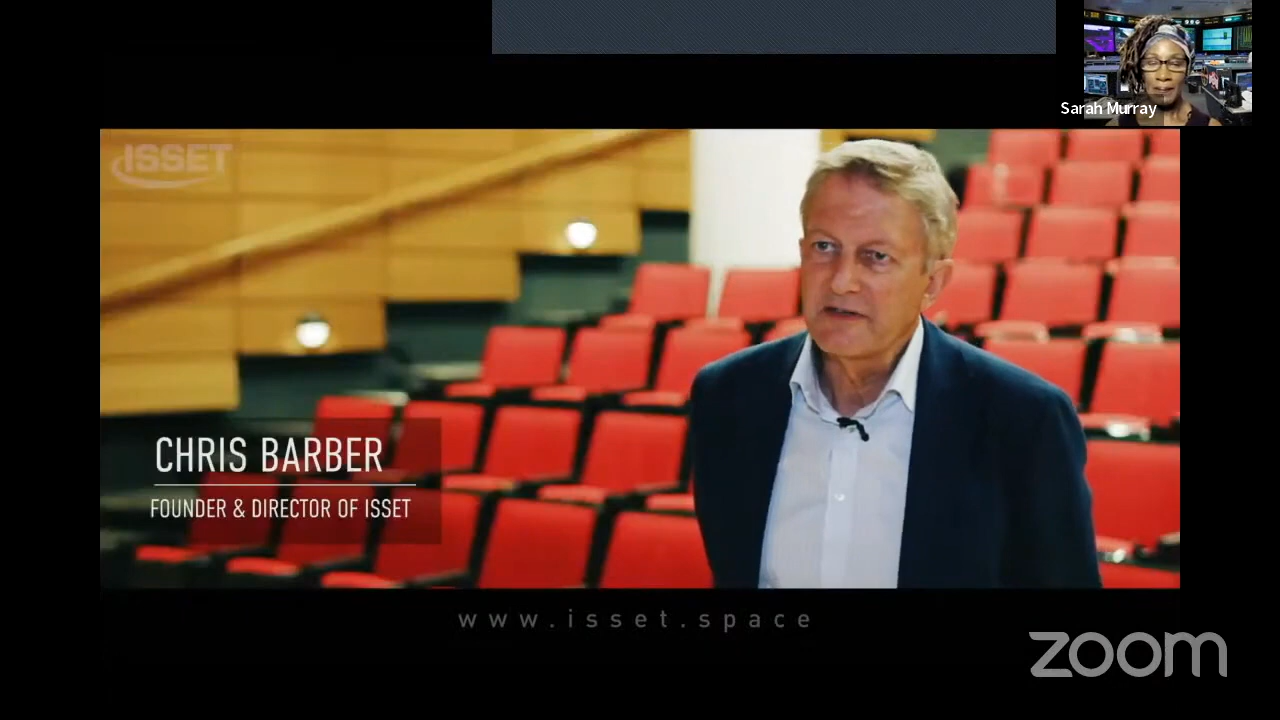 Sarah Murray
ISSET
CHRIS BARBER
FOUNDER & DIRECTOR OF ISSET
www.isset.space
zoom